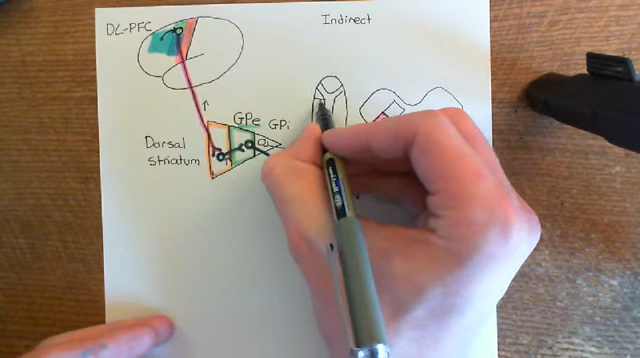 DL-PFC
Indirect
GPe
GPi
Dorsal
striatum